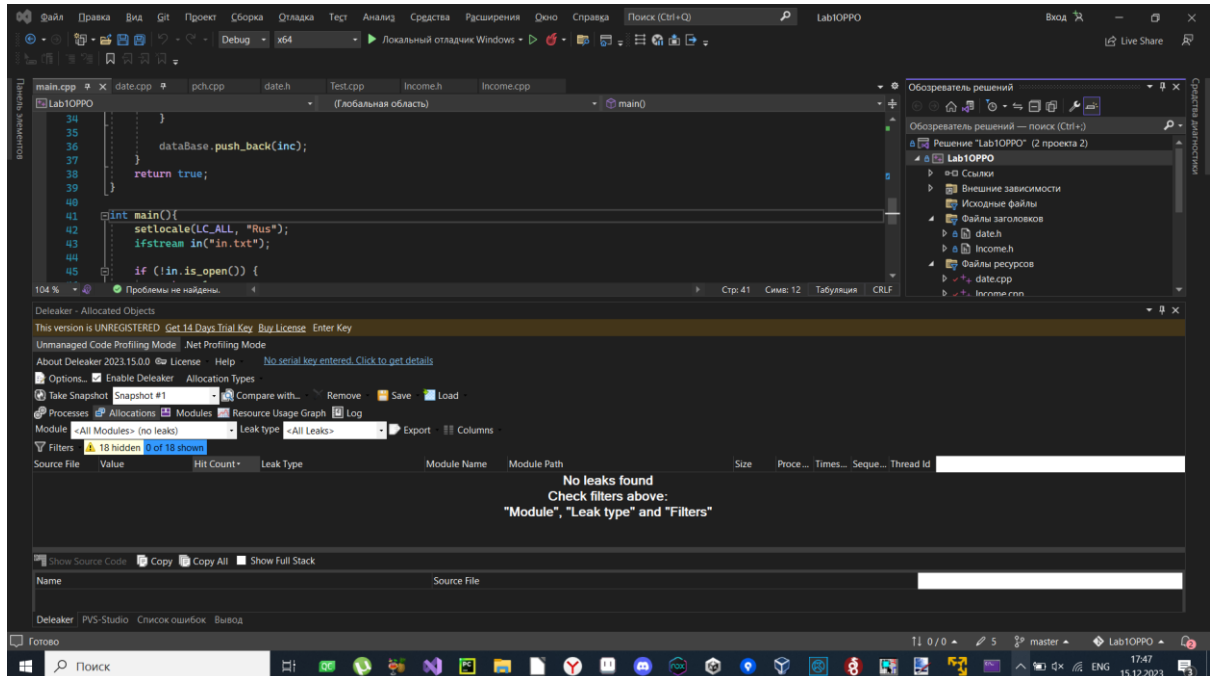 Файл Правка Вид Git Проект Сборка Отладка Тест Анализ Средства Расширения Окно Справка Поиск (Ctrl+Q) Lab1OPPO Вход
Debug x64 Локальный отладчик Windows Live Share
Панель элементов
main.cpp date.cpp pch.cpp date.h Test.cpp Income.h Income.cpp
Lab1OPPO (Глобальная область) main()
34 }
35
36 dataBase.push_back(inc);
37 }
38 return true;
39 }
40
41 int main(){
42 setlocale(LC_ALL, "Rus");
43 ifstream in("in.txt");
44
45 if (!in.is_open()) {
104 % Проблемы не найдены. Стр: 41 Симв: 12 Табуляция CRLF
Обозреватель решений
Обозреватель решений — поиск (Ctrl+;)
Решение "Lab1OPPO" (2 проекта 2)
Lab1OPPO
Ссылки
Внешние зависимости
Исходные файлы
Файлы заголовков
date.h
Income.h
Файлы ресурсов
date.cpp
Income.cpp
Средства диагностики
Deleaker - Allocated Objects
This version is UNREGISTERED Get 14 Days Trial Key Buy License Enter Key
Unmanaged Code Profiling Mode .Net Profiling Mode
About Deleaker 2023.15.0.0 License Help No serial key entered. Click to get details
Options... Enable Deleaker Allocation Types
Take Snapshot Snapshot #1 Compare with... Remove Save Load
Processes Allocations Modules Resource Usage Graph Log
Module <All Modules> (no leaks) Leak type <All Leaks> Export Columns
Filters 18 hidden 0 of 18 shown
Source File Value Hit Count Leak Type Module Name Module Path Size Proce... Times... Seque... Thread Id
No leaks found
Check filters above:
"Module", "Leak type" and "Filters"
Show Source Code Copy Copy All Show Full Stack
Name Source File
Deleaker PVS-Studio Список ошибок Вывод
Готово 0 / 0 5 master Lab1OPPO 2
Поиск ENG 17:47
15.12.2023